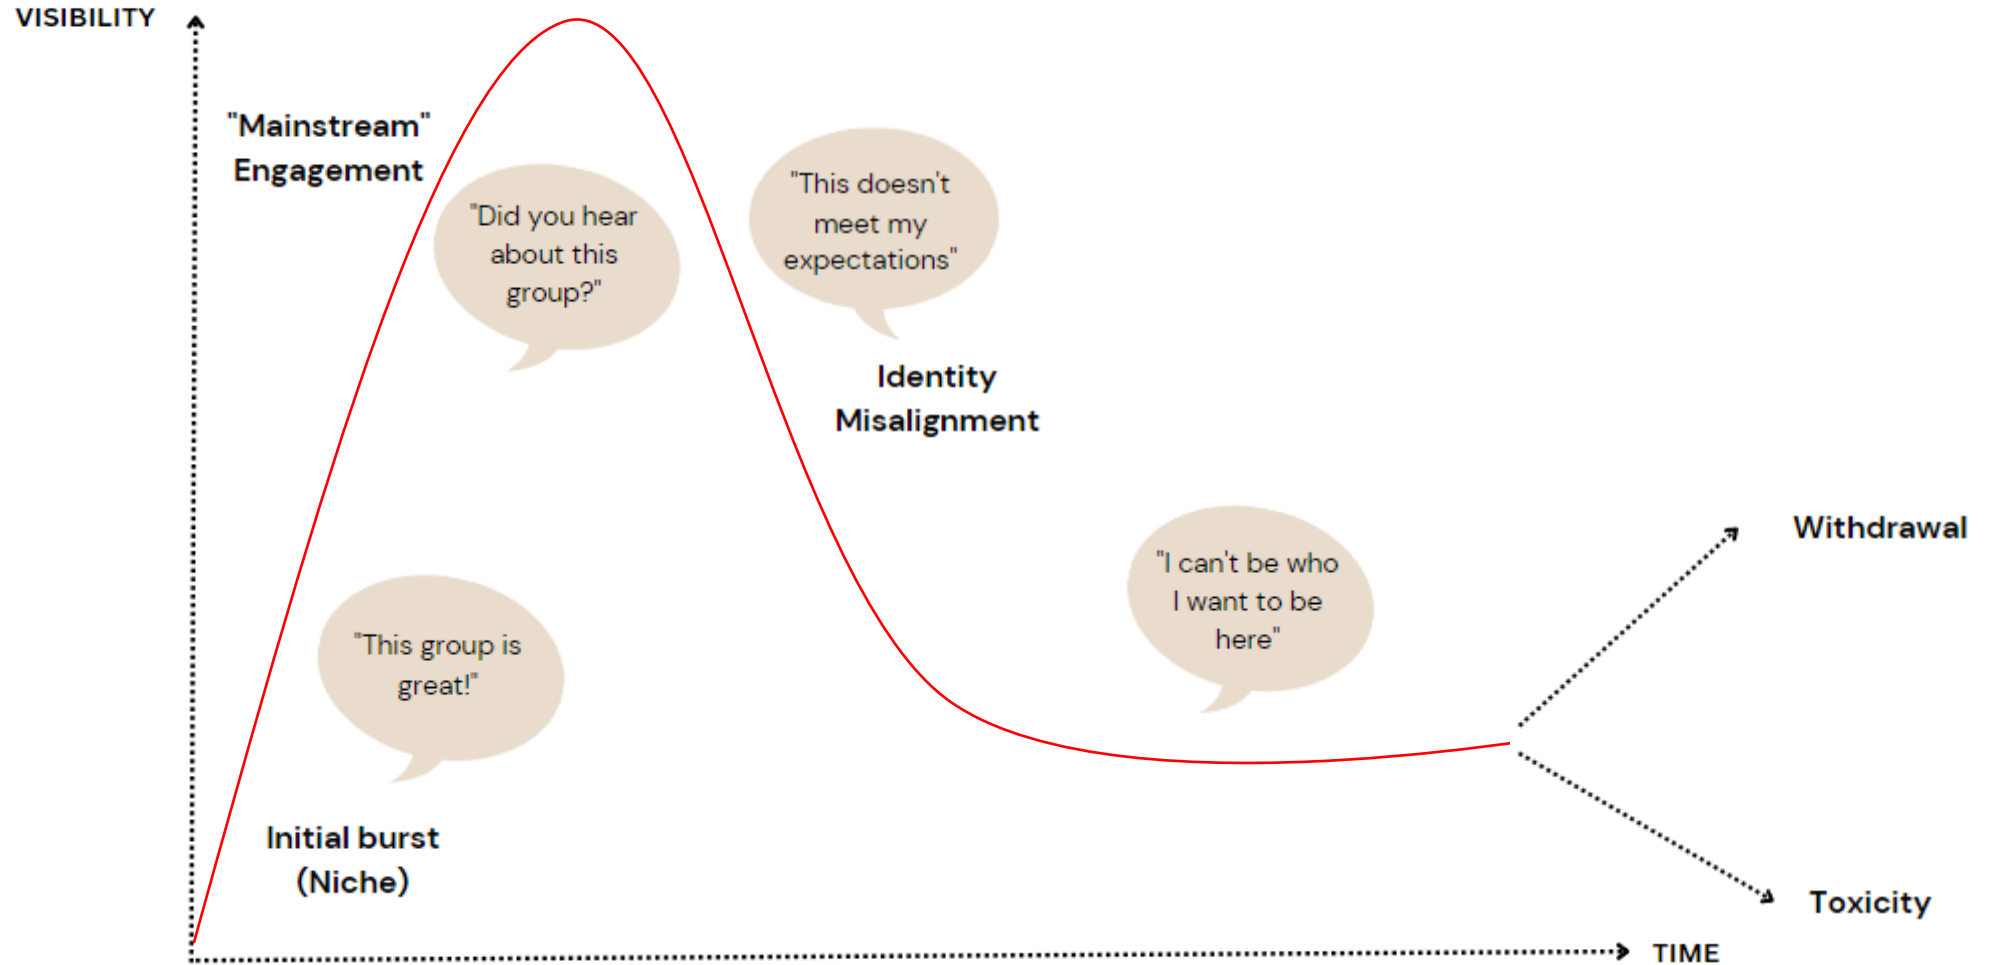 VISIBILITY
"Mainstream"
Engagement
"Did you hear
about this
group?"
"This doesn't
meet my
expectations"
Identity
Misalignment
"This group is
great!"
Initial burst
(Niche)
"I can't be who
I want to be
here"
Withdrawal
Toxicity
TIME